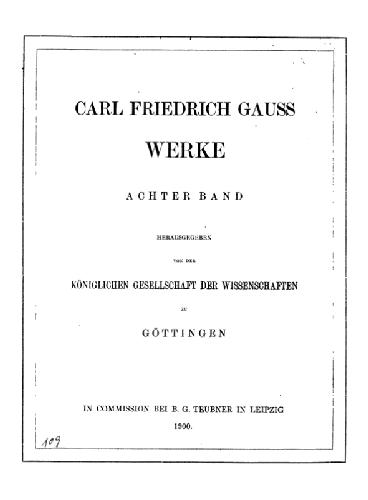 CARL FRIEDRICH GAUSS
WERKE
ACHTER BAND
HERAUSGEGEBEN
VON DER
KÖNIGLICHEN GESELLSCHAFT DER WISSENSCHAFTEN
ZU
GÖTTINGEN
IN COMMISSION BEI B. G. TEUBNER IN LEIPZIG
1900.
109